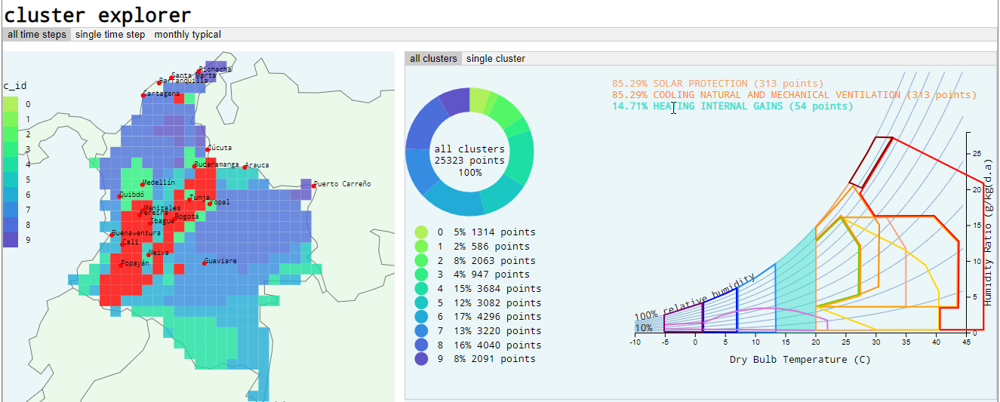 cluster explorer
all time steps single time step monthly typical
all clusters single cluster
c_id
0
1
2
3
4
5
6
7
8
9
Riohacha
Santa Marta
Barranquilla
Cartagena
Cúcuta
Bucaramanga
Arauca
Medellín
Puerto Carreño
Quibdó
Tunja
Yopal
Manizales
Pereira
Bogotá
Ibagué
Buenaventura
Cali
Neiva
Popayán
Guaviare
all clusters
25323 points
100%
0 5% 1314 points
1 2% 586 points
2 8% 2063 points
3 4% 947 points
4 15% 3684 points
5 12% 3082 points
6 17% 4296 points
7 13% 3220 points
8 16% 4040 points
9 8% 2091 points
85.29% SOLAR PROTECTION (313 points)
85.29% COOLING NATURAL AND MECHANICAL VENTILATION (313 points)
14.71% HEATING INTERNAL GAINS (54 points)
100% relative humidity
10%
25
20
15
10
5
0
Humidity Ratio (g/kg(d.a)
-10 -5 0 5 10 15 20 25 30 35 40 45
Dry Bulb Temperature (C)